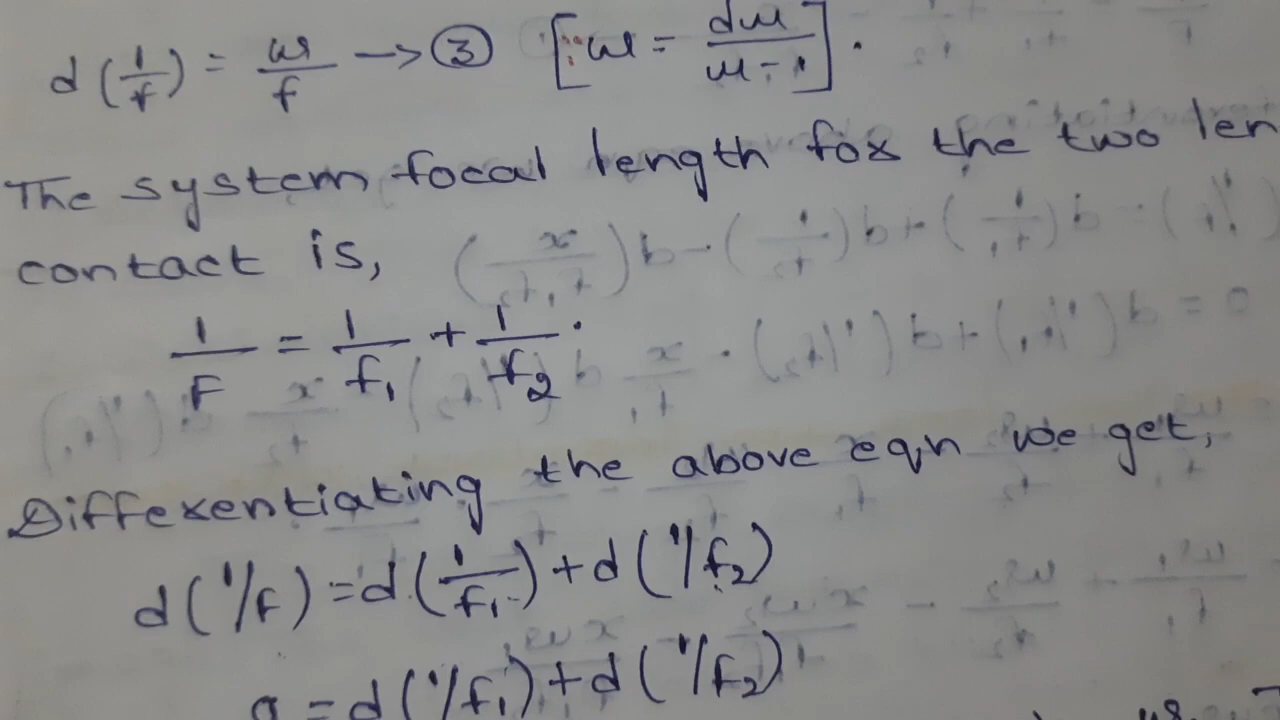 d(1/f) = ω/f → ③ [∵ ω = dμ/μ-1].
The system focal length for the two len
contact is,
1/F = 1/f₁ + 1/f₂.
Differentiating the above eqn we get,
d(1/F) = d(1/f₁) + d(1/f₂)
0 = d(1/f₁) + d(1/f₂)